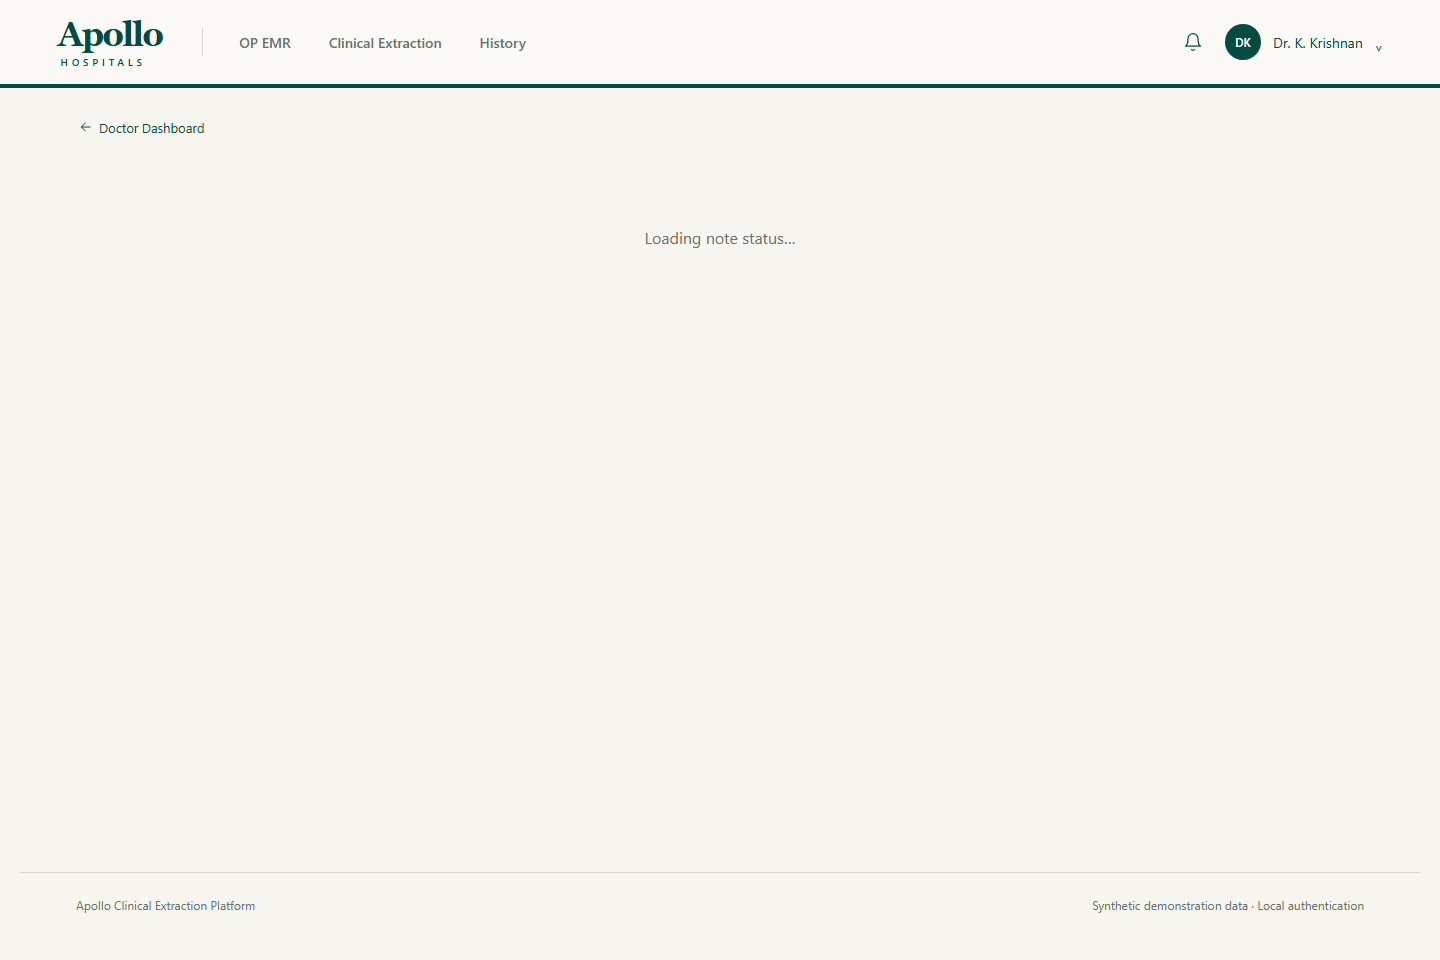 Apollo
HOSPITALS
OP EMR
Clinical Extraction
History
DK
Dr. K. Krishnan
v
← Doctor Dashboard
Loading note status...
Apollo Clinical Extraction Platform
Synthetic demonstration data · Local authentication